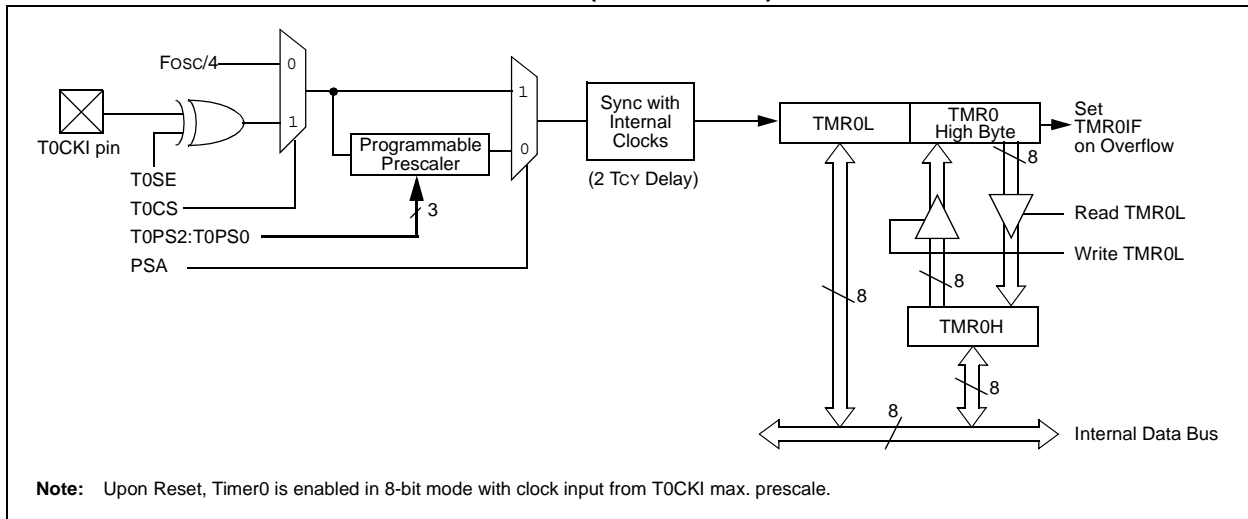 FOSC/4
0
1
T0CKI pin
T0SE
T0CS
T0PS2:T0PS0
PSA
Programmable
Prescaler
3
1
0
Sync with
Internal
Clocks
(2 TCY Delay)
TMR0L
TMR0
High Byte
8
Set
TMR0IF
on Overflow
Read TMR0L
Write TMR0L
8
8
TMR0H
8
8
Internal Data Bus
Note: Upon Reset, Timer0 is enabled in 8-bit mode with clock input from T0CKI max. prescale.